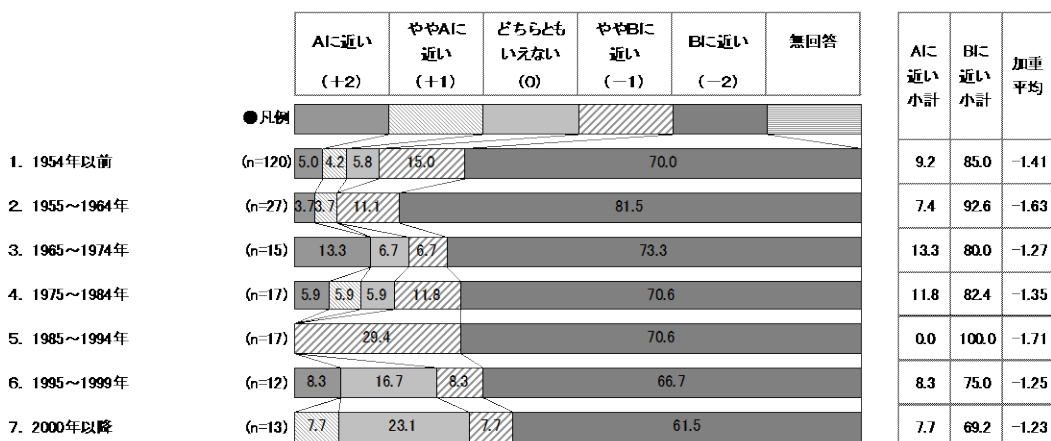 Aに近い
(+2)
ややAに
近い
(+1)
どちらとも
いえない
(0)
ややBに
近い
(−1)
Bに近い
(−2)
無回答
Aに
近い
小計
Bに
近い
小計
加重
平均
●凡例
1. 1954年以前 (n=120) 5.0 4.2 5.8 15.0 70.0 9.2 85.0 −1.41
2. 1955～1964年 (n=27) 3.7 3.7 11.1 81.5 7.4 92.6 −1.63
3. 1965～1974年 (n=15) 13.3 6.7 6.7 73.3 13.3 80.0 −1.27
4. 1975～1984年 (n=17) 5.9 5.9 5.9 11.8 70.6 11.8 82.4 −1.35
5. 1985～1994年 (n=17) 29.4 70.6 0.0 100.0 −1.71
6. 1995～1999年 (n=12) 8.3 16.7 8.3 66.7 8.3 75.0 −1.25
7. 2000年以降 (n=13) 7.7 23.1 7.7 61.5 7.7 69.2 −1.23